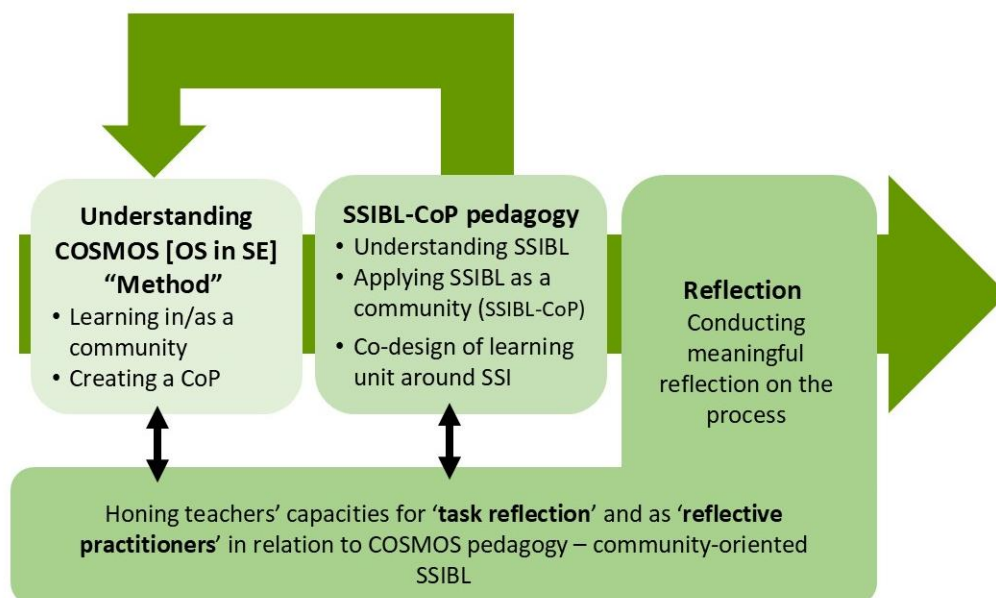 Understanding
COSMOS [OS in SE]
“Method”
• Learning in/as a
community
• Creating a CoP
SSIBL-CoP pedagogy
• Understanding SSIBL
• Applying SSIBL as a
community (SSIBL-CoP)
• Co-design of learning
unit around SSI
Reflection
Conducting
meaningful
reflection on the
process
Honing teachers’ capacities for ‘task reflection’ and as ‘reflective
practitioners’ in relation to COSMOS pedagogy – community-oriented
SSIBL